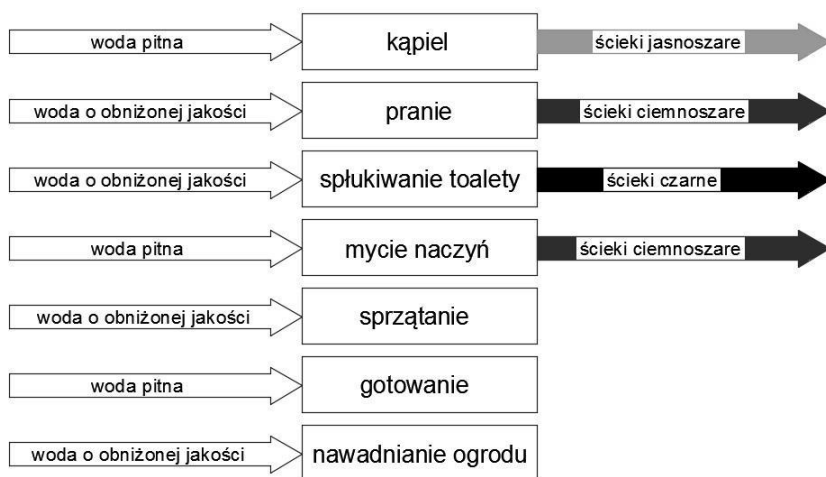 woda pitna kąpiel ścieki jasnoszare
woda o obniżonej jakości pranie ścieki ciemnoszare
woda o obniżonej jakości spłukiwanie toalety ścieki czarne
woda pitna mycie naczyń ścieki ciemnoszare
woda o obniżonej jakości sprzątanie
woda pitna gotowanie
woda o obniżonej jakości nawadnianie ogrodu